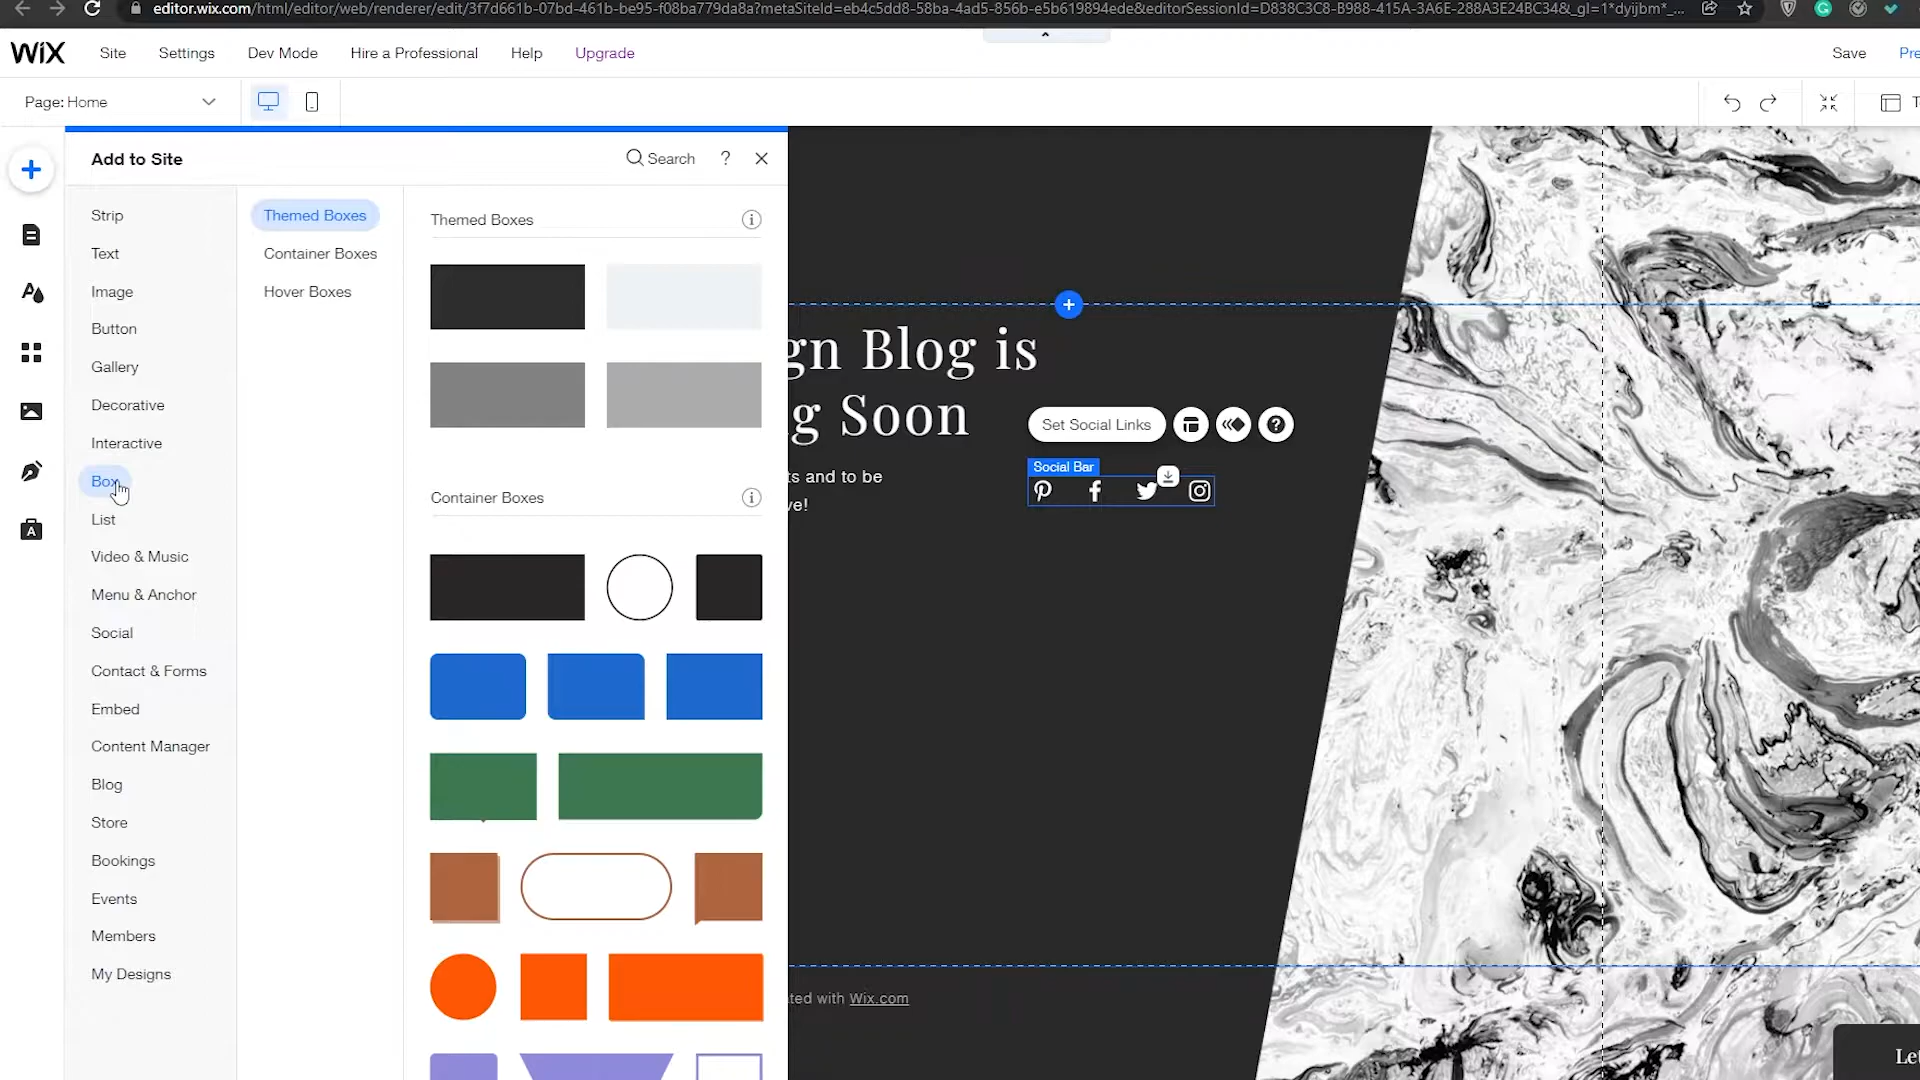 editor.wix.com/html/editor/web/renderer/edit/3f7d661b-07bd-461b-be95-f08ba779da8a?metaSiteId=eb4c5dd8-58ba-4ad5-856b-e5b619894ede&editorSessionId=D838C3C8-B988-415A-3A6E-288A3E24BC34&_gl=1*dyijbm*_...
WiX
Site
Settings
Dev Mode
Hire a Professional
Help
Upgrade
Save
Pre
Page: Home
T
Add to Site
Search
?
Strip
Text
Image
Button
Gallery
Decorative
Interactive
Box
List
Video & Music
Menu & Anchor
Social
Contact & Forms
Embed
Content Manager
Blog
Store
Bookings
Events
Members
My Designs
Themed Boxes
Container Boxes
Hover Boxes
Themed Boxes
Container Boxes
gn Blog is
g Soon
ts and to be
ve!
Set Social Links
Social Bar
ted with Wix.com
Let